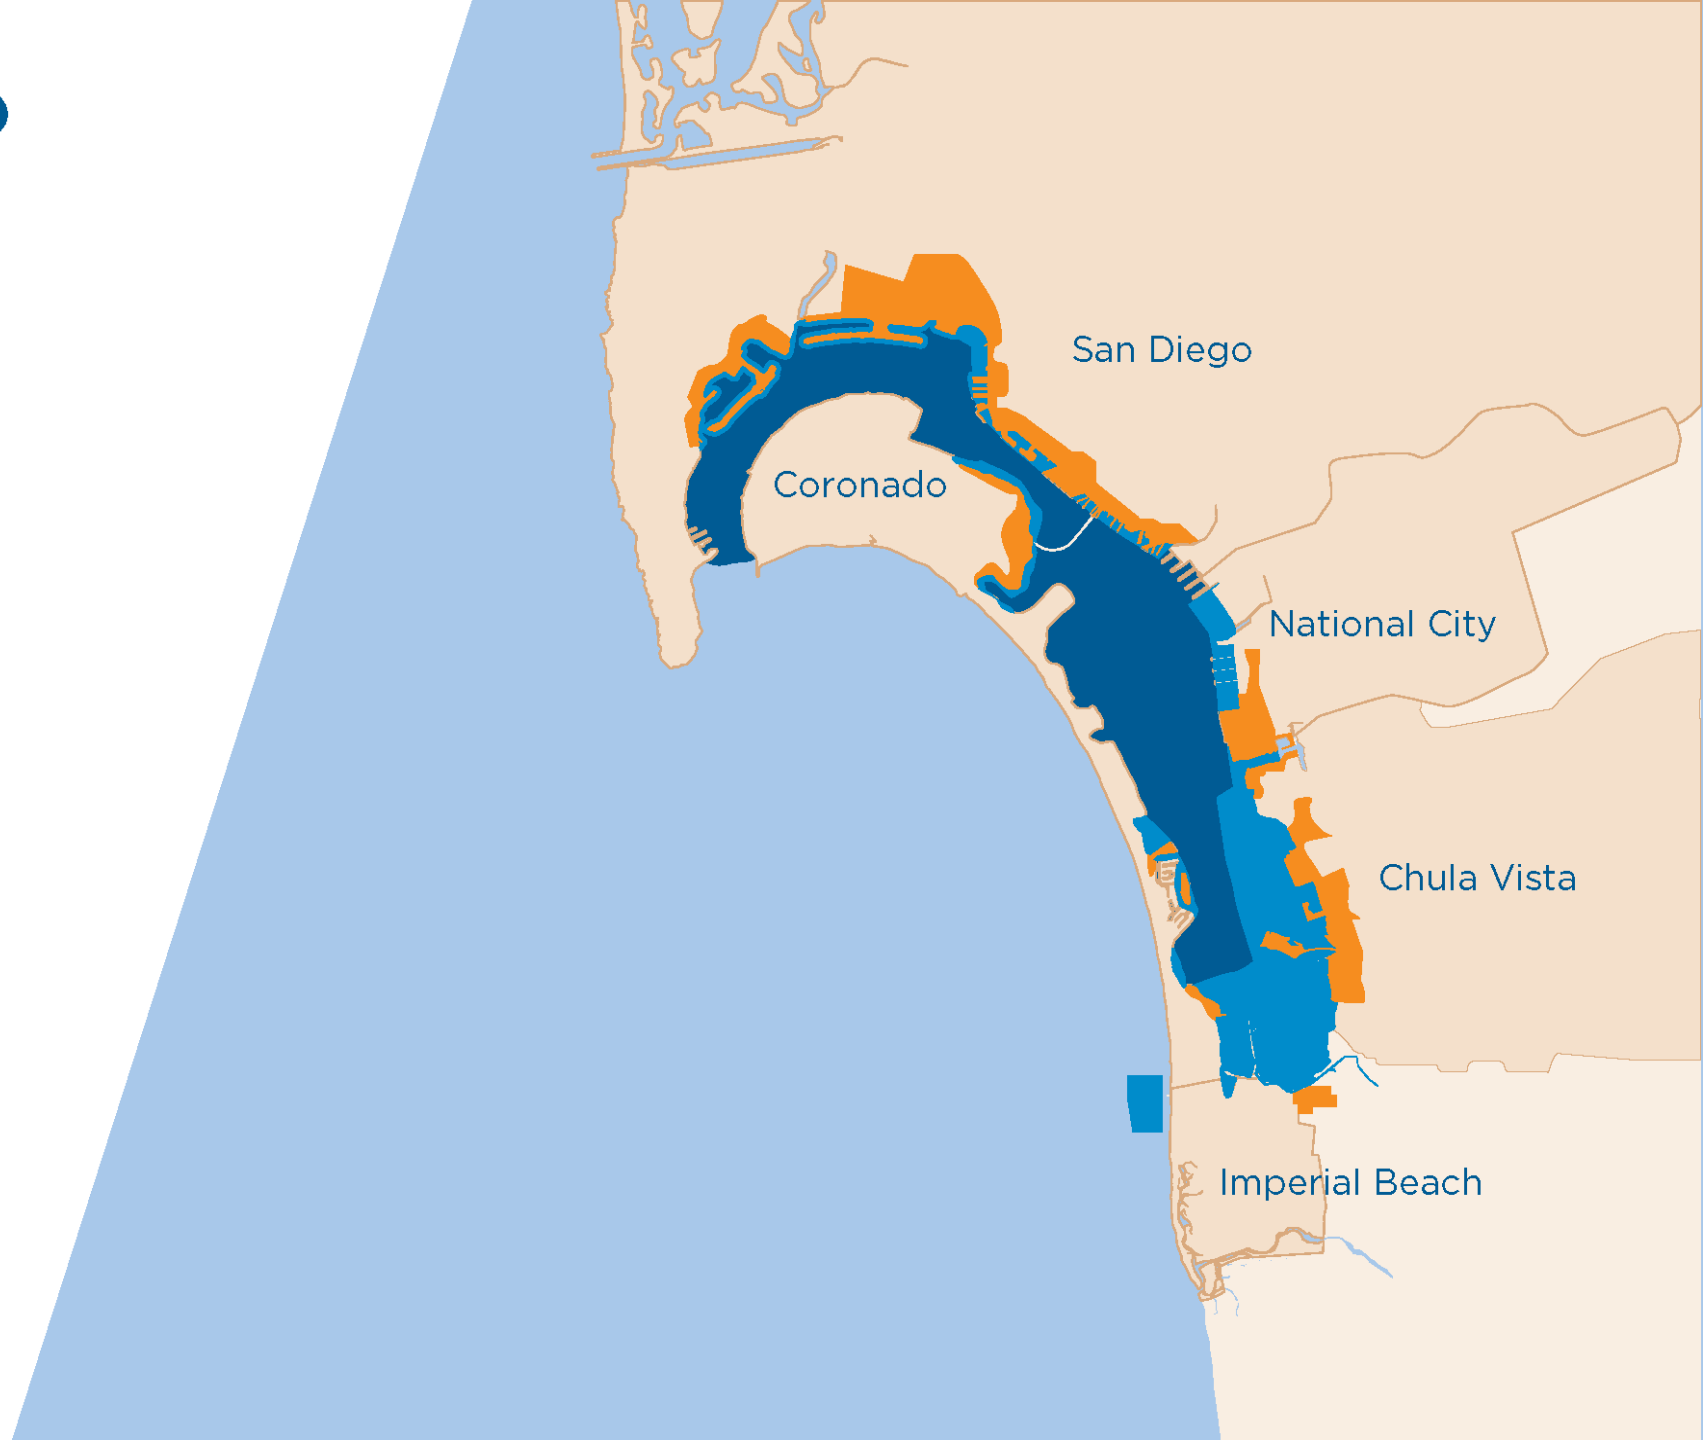 San Diego
Coronado
National City
Chula Vista
Imperial Beach